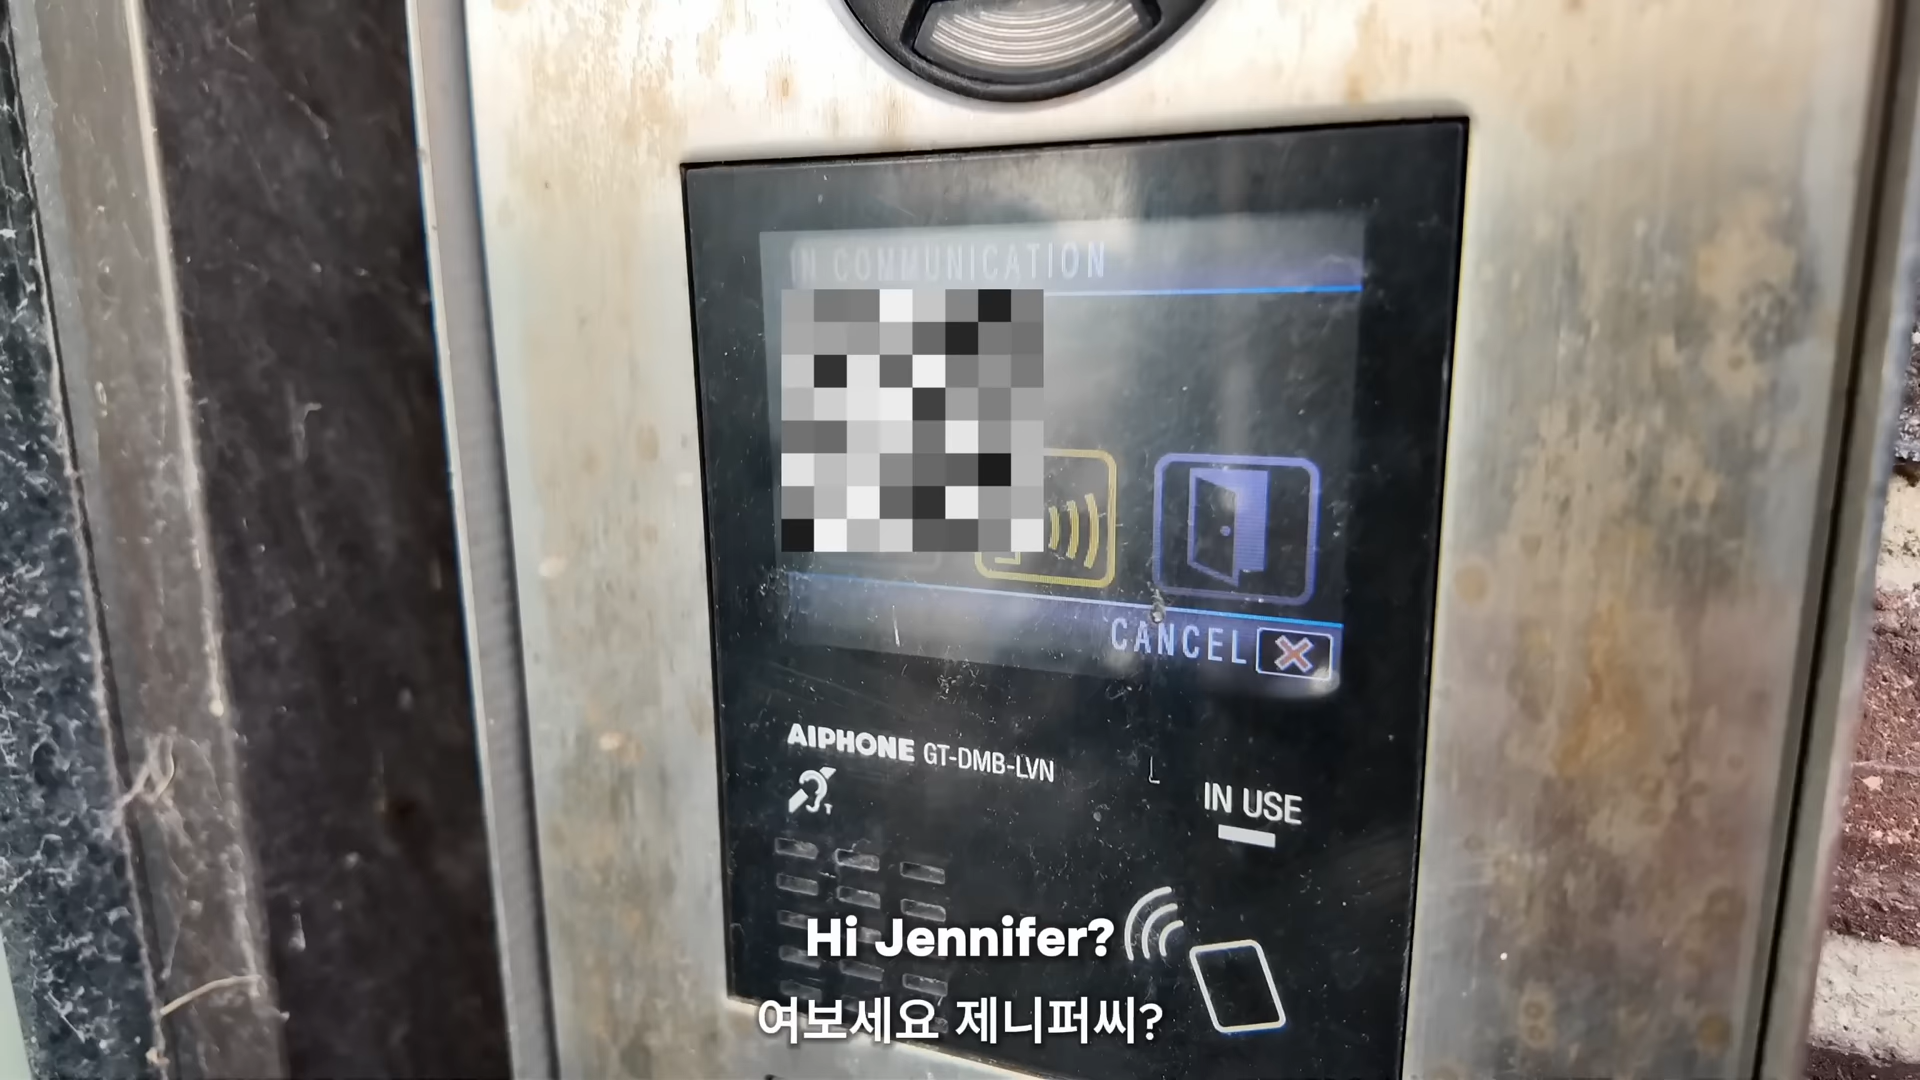 IN COMMUNICATION
CANCEL
AIPHONE GT-DMB-LVN
IN USE
Hi Jennifer?
여보세요 제니퍼씨?